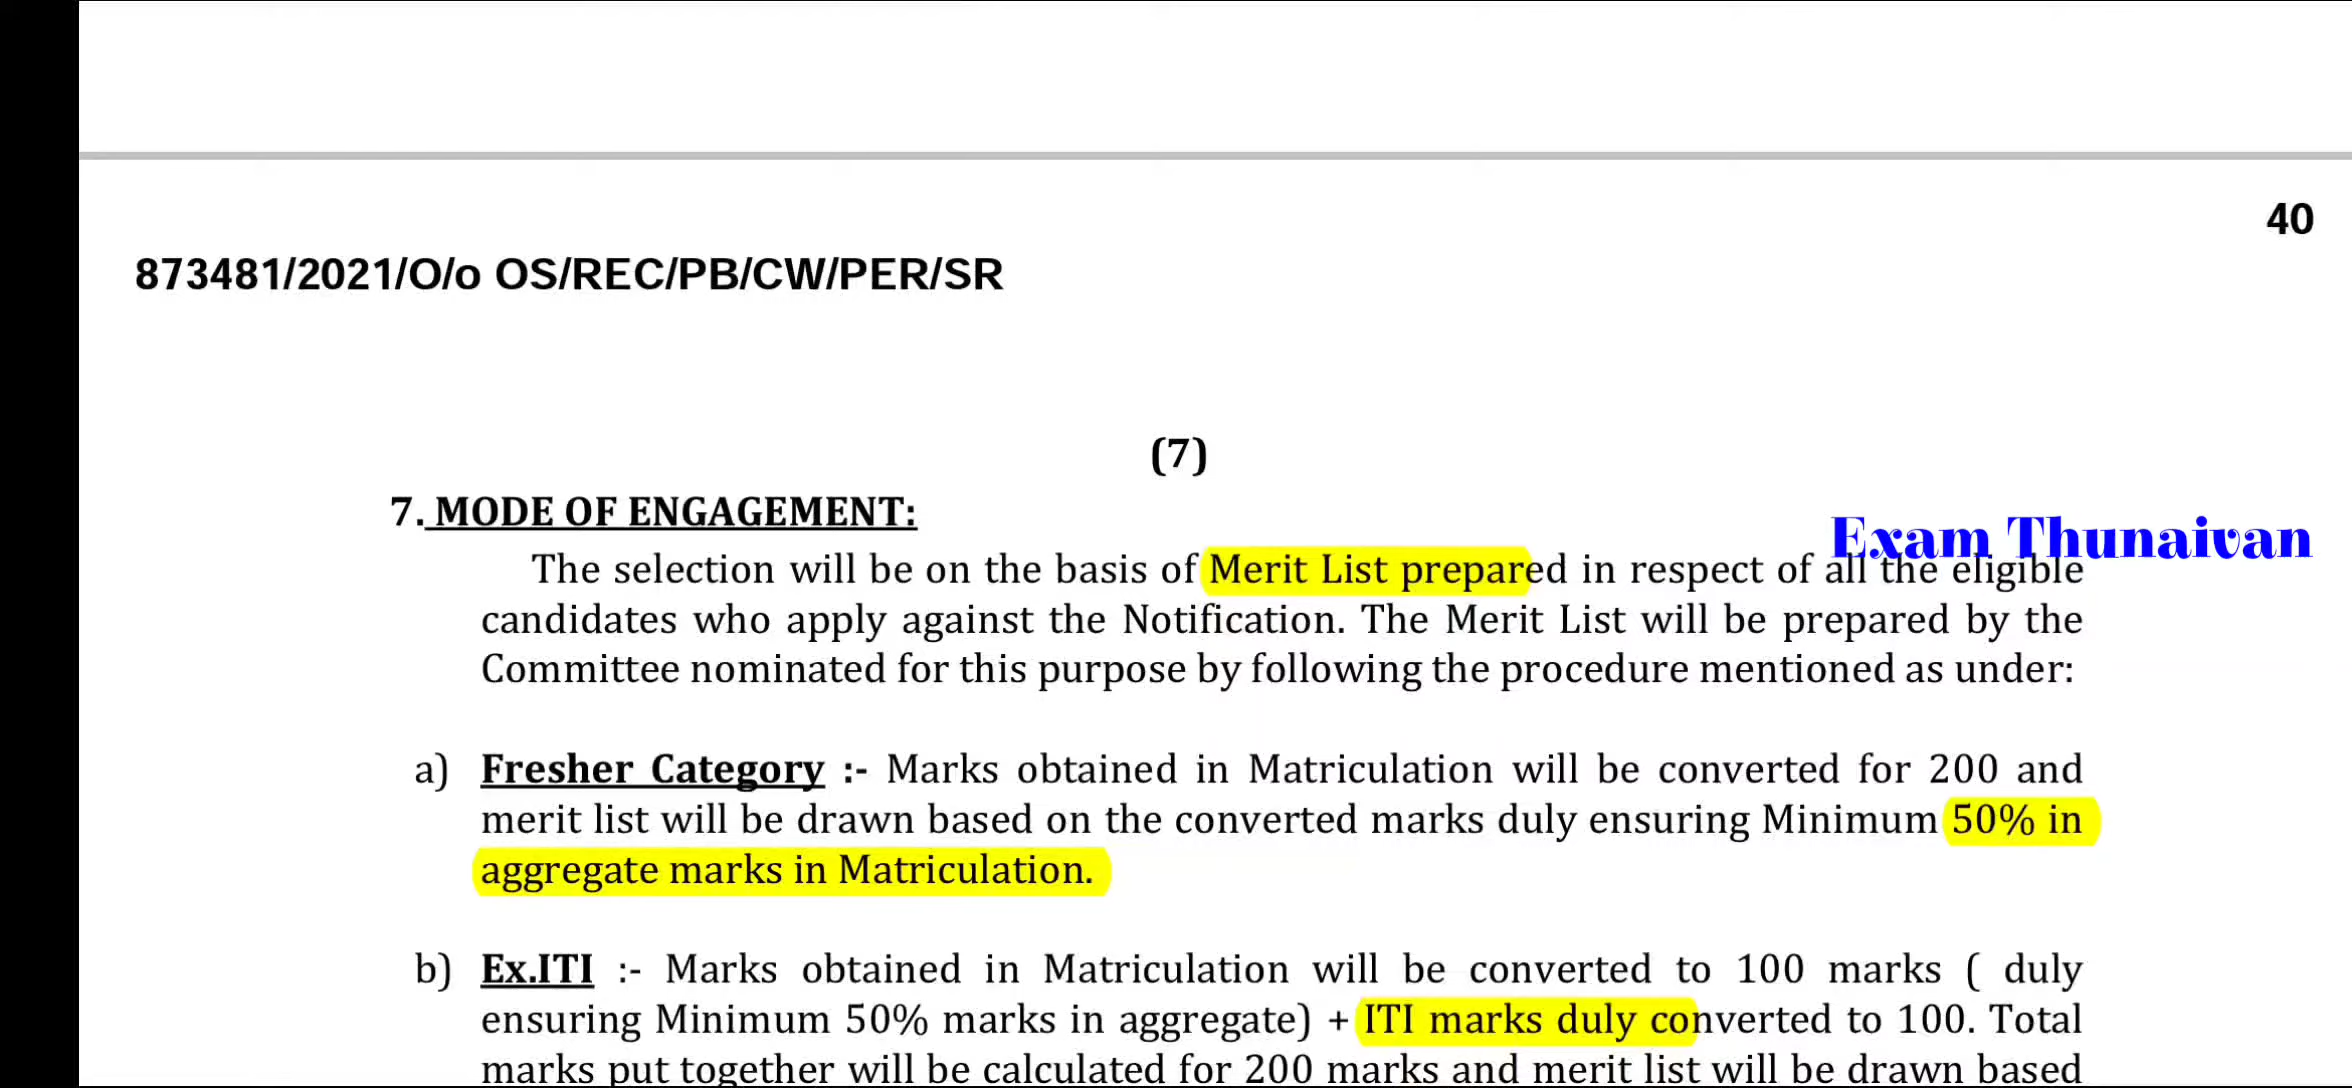 40
873481/2021/O/o OS/REC/PB/CW/PER/SR
(7)
7. MODE OF ENGAGEMENT:
Exam Thunaivan
The selection will be on the basis of Merit List prepared in respect of all the eligible
candidates who apply against the Notification. The Merit List will be prepared by the
Committee nominated for this purpose by following the procedure mentioned as under:
a) Fresher Category :- Marks obtained in Matriculation will be converted for 200 and
merit list will be drawn based on the converted marks duly ensuring Minimum 50% in
aggregate marks in Matriculation.
b) Ex.ITI :- Marks obtained in Matriculation will be converted to 100 marks ( duly
ensuring Minimum 50% marks in aggregate) + ITI marks duly converted to 100. Total
marks put together will be calculated for 200 marks and merit list will be drawn based